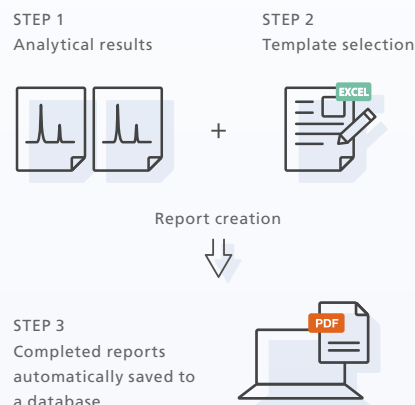 STEP 1
Analytical results
STEP 2
Template selection
EXCEL
+
Report creation
PDF
STEP 3
Completed reports
automatically saved to
a database